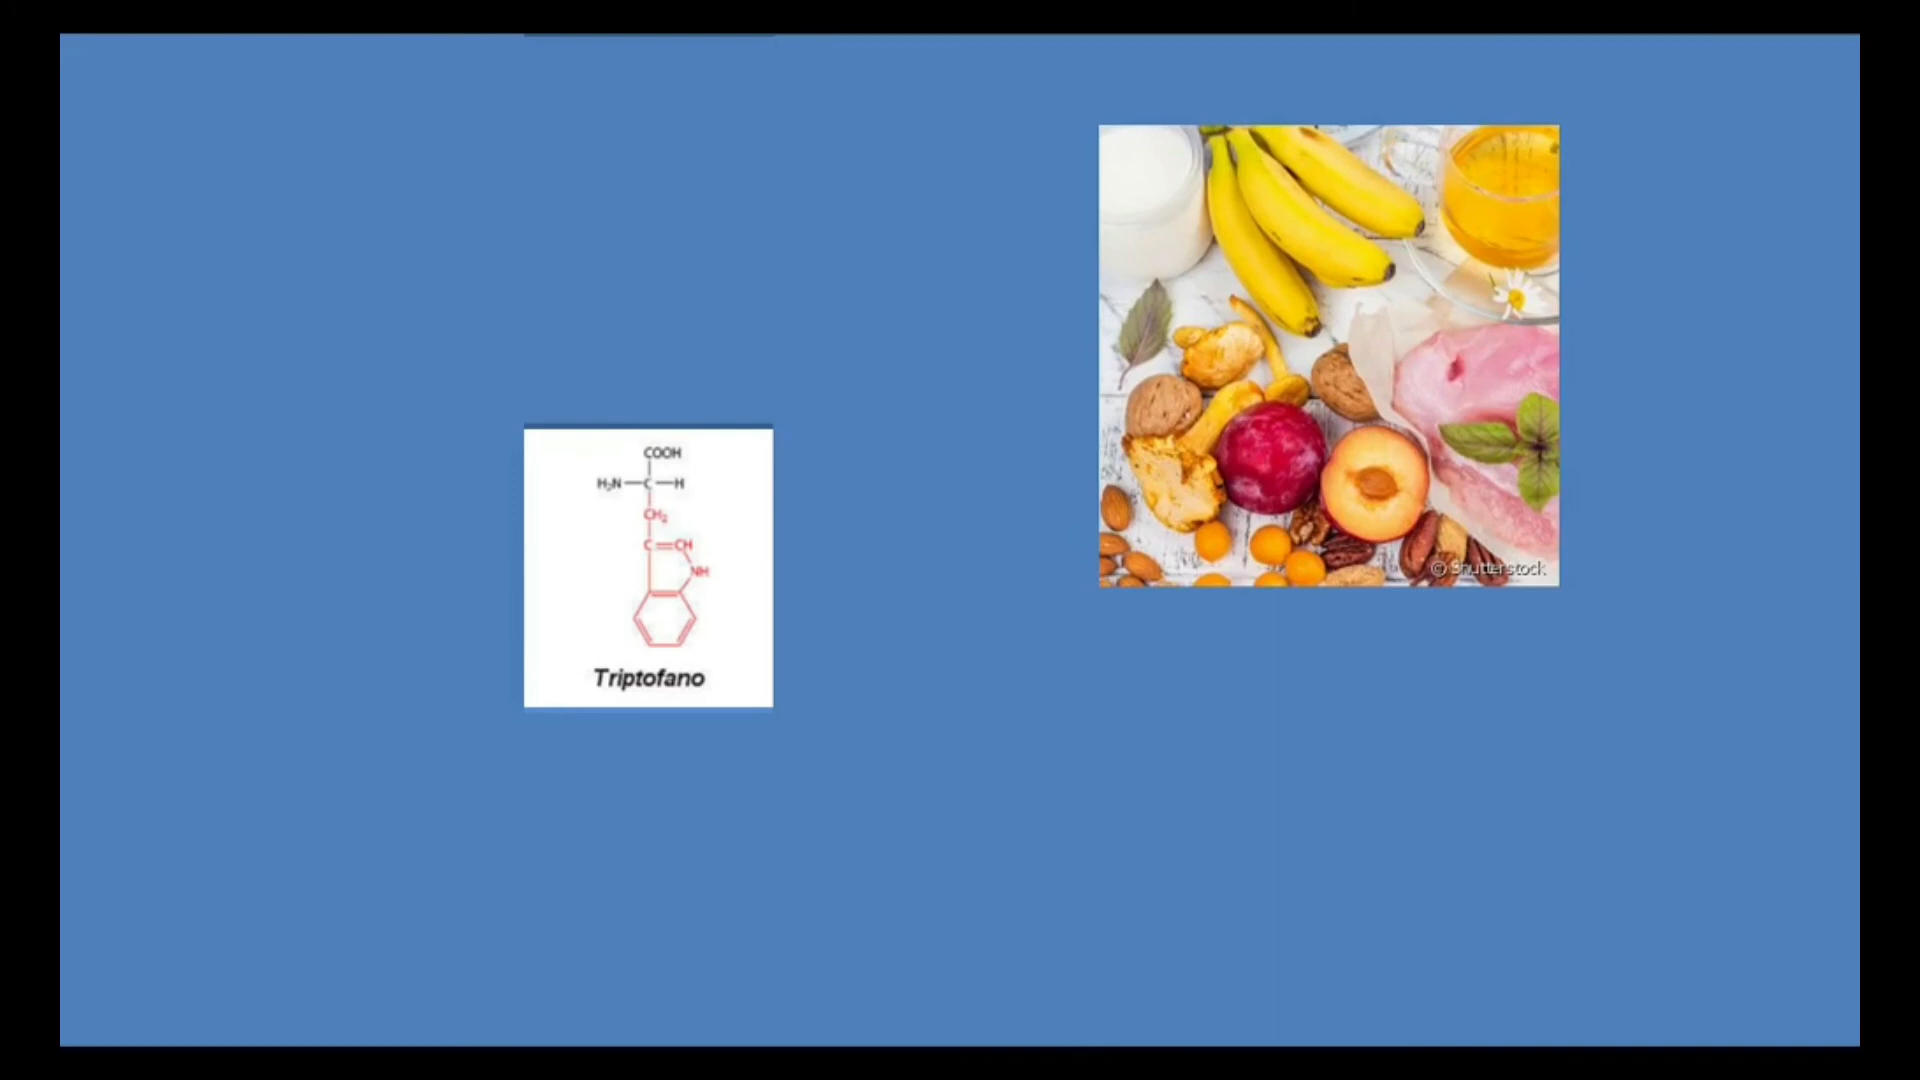 COOH
H₂N—C—H
CH₂
C=CH
NH
Triptofano
© Shutterstock